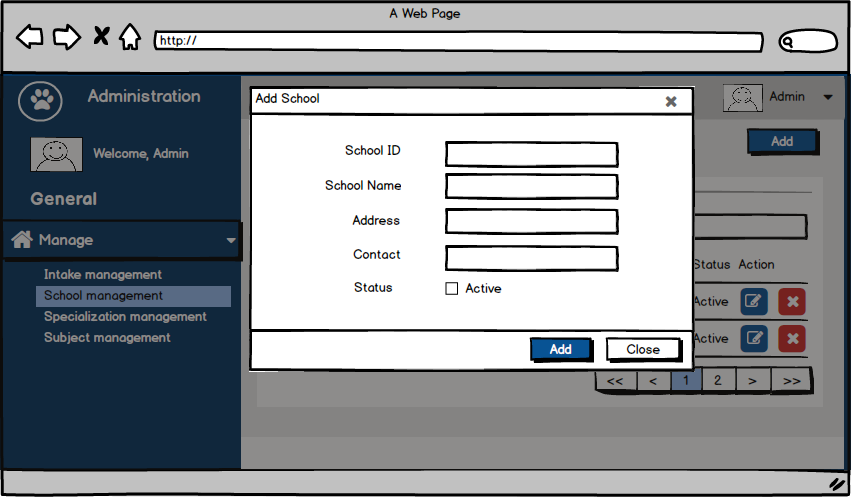 A Web Page
http://
Administration
Welcome, Admin
General
Manage
Intake management
School management
Specialization management
Subject management
Admin
Add
Add School
School ID
School Name
Address
Contact
Status
Active
Add
Close
Status Action
Active
Active
<< < 1 2 > >>